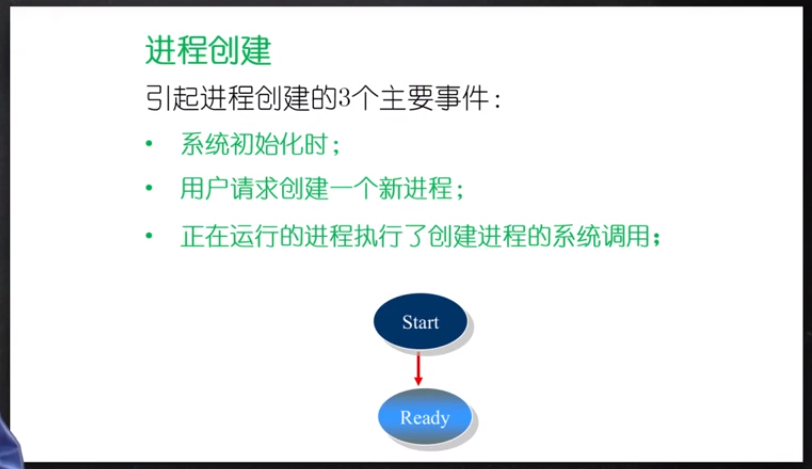 进程创建
引起进程创建的3个主要事件：
• 系统初始化时；
• 用户请求创建一个新进程；
• 正在运行的进程执行了创建进程的系统调用；
Start
Ready